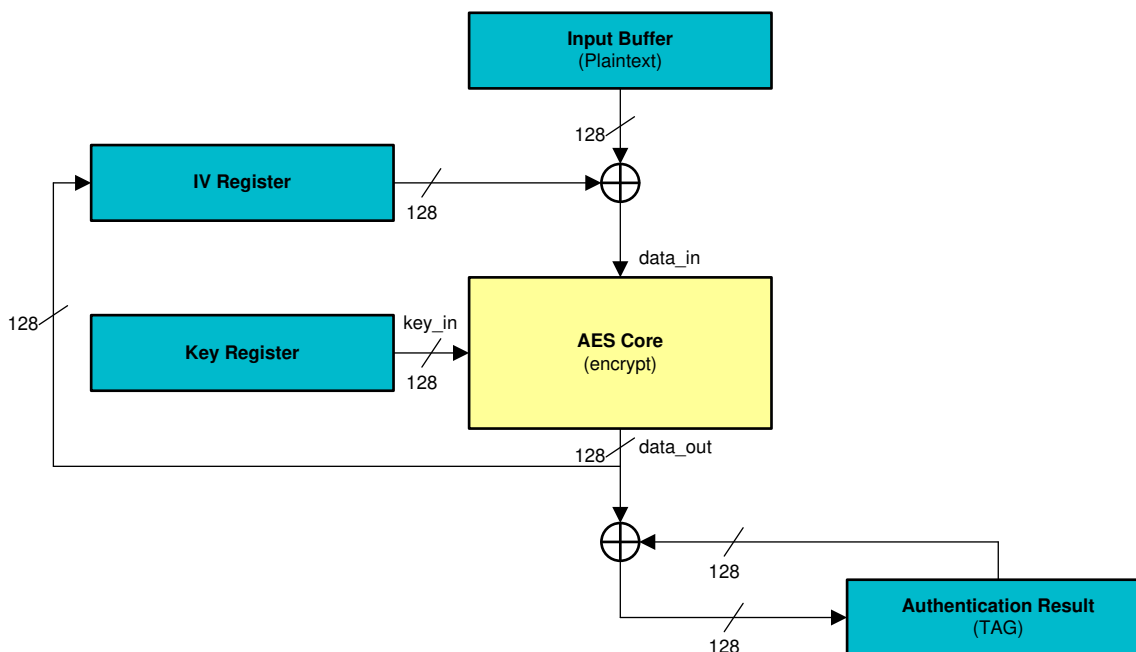 Input Buffer
(Plaintext)
128
IV Register
128
data_in
128
key_in
Key Register
AES Core
(encrypt)
128
128
data_out
128
128
Authentication Result
(TAG)